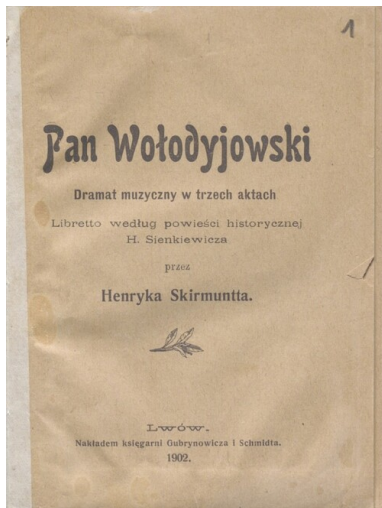 1
Pan Wołodyjowski
Dramat muzyczny w trzech aktach
Libretto według powieści historycznej
H. Sienkiewicza
przez
Henryka Skirmuntta.
Lwów.
Nakładem księgarni Gubrynowicza i Schmidta.
1902.